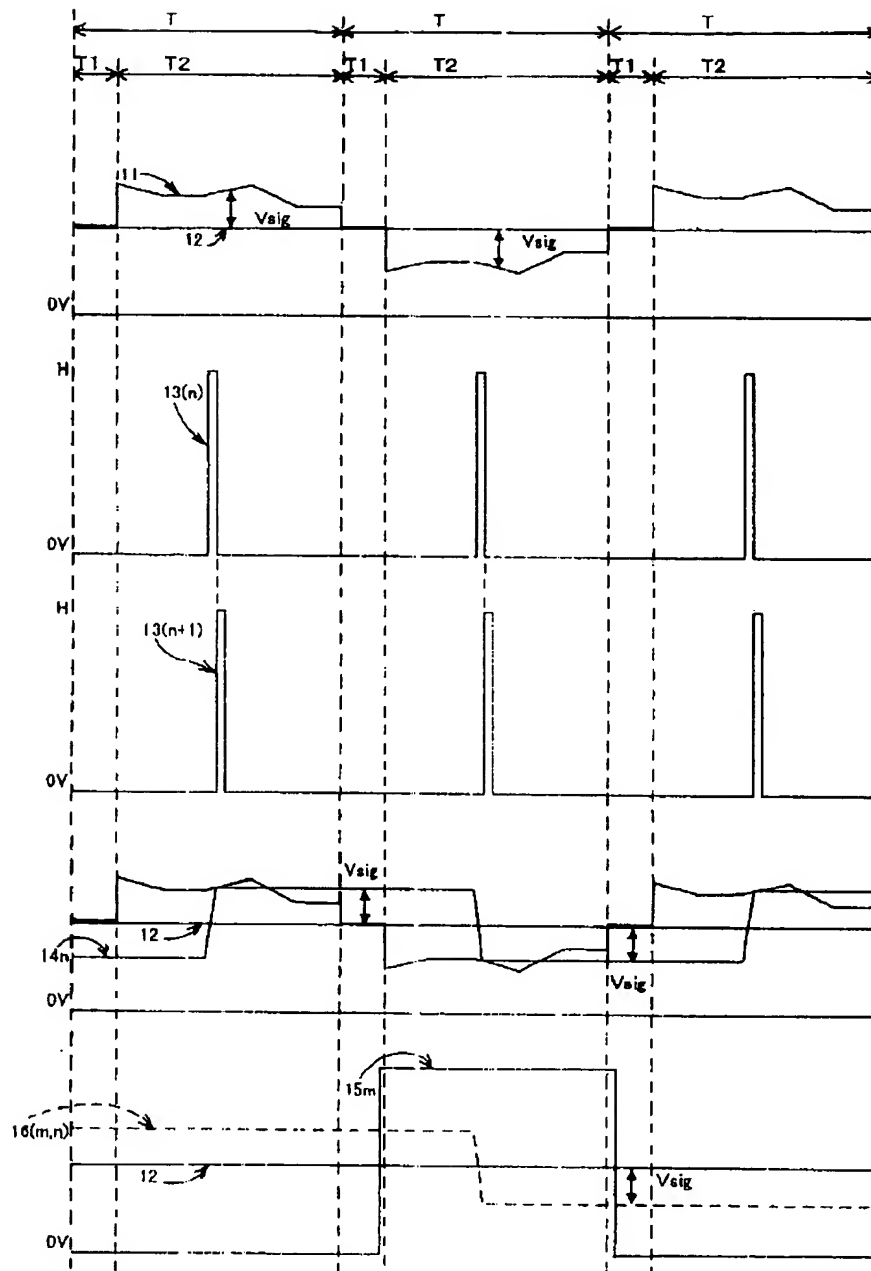 T T T
T1 T2 T1 T2 T1 T2
11
Vsig
12
Vsig
0V
H
13(n)
0V
H
13(n+1)
0V
Vsig
12
14n
Vsig
0V
15m
16(m,n)
12
Vsig
0V